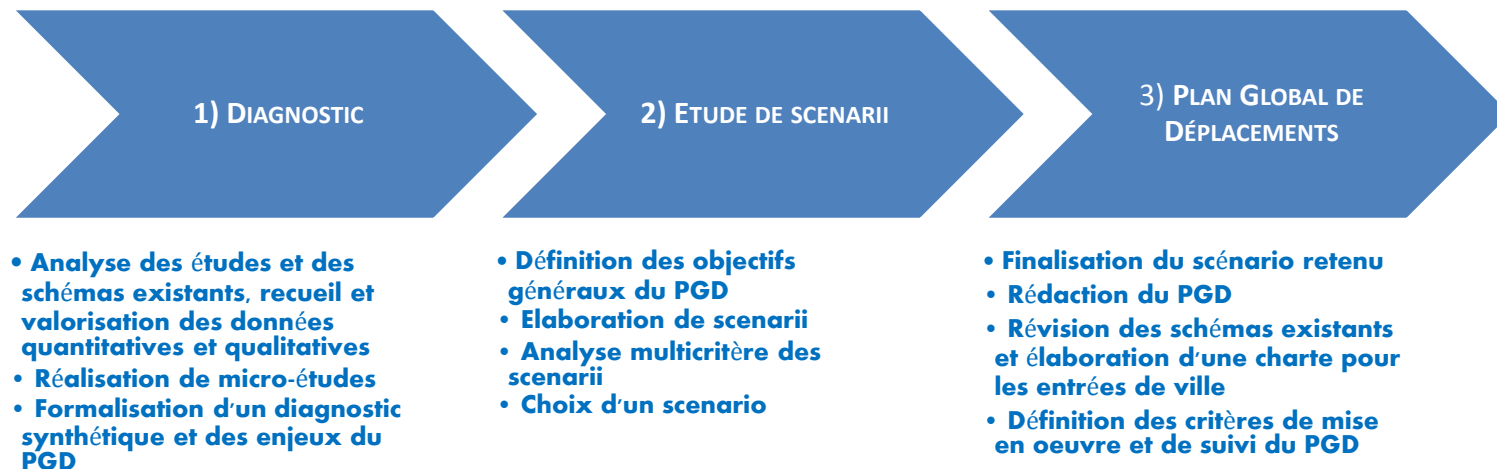 1) DIAGNOSTIC
2) ETUDE DE SCENARII
3) PLAN GLOBAL DE
DÉPLACEMENTS
• Analyse des études et des
schémas existants, recueil et
valorisation des données
quantitatives et qualitatives
• Réalisation de micro-études
• Formalisation d'un diagnostic
synthétique et des enjeux du
PGD
• Définition des objectifs
généraux du PGD
• Elaboration de scenarii
• Analyse multicritère des
scenarii
• Choix d'un scenario
• Finalisation du scénario retenu
• Rédaction du PGD
• Révision des schémas existants
et élaboration d'une charte pour
les entrées de ville
• Définition des critères de mise
en oeuvre et de suivi du PGD